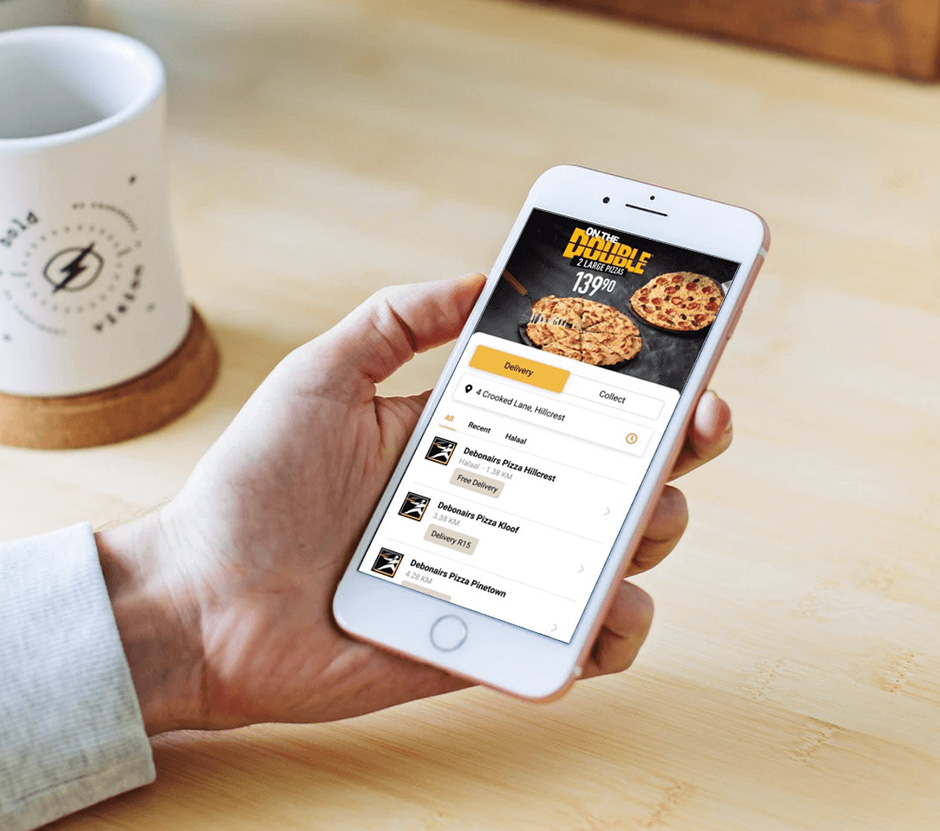 bold
vision
ON THE
DOUBLE
2 LARGE PIZZAS
139⁹⁰
Delivery
Collect
4 Crooked Lane, Hillcrest
All
Recent
Halaal
Debonairs Pizza Hillcrest
Halaal · 1.38 KM
Free Delivery
Debonairs Pizza Kloof
3.38 KM
Delivery R15
Debonairs Pizza Pinetown
4.28 KM